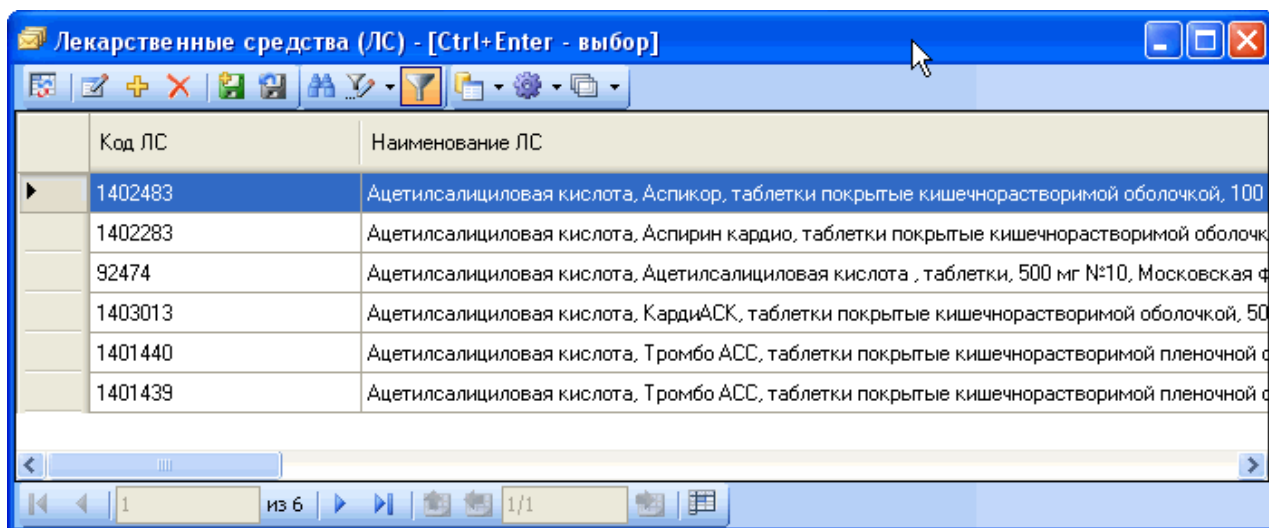 Лекарственные средства (ЛС) - [Ctrl+Enter - выбор]
Код ЛС Наименование ЛС
1402483 Ацетилсалициловая кислота, Аспикор, таблетки покрытые кишечнорастворимой оболочкой, 100
1402283 Ацетилсалициловая кислота, Аспирин кардио, таблетки покрытые кишечнорастворимой оболочк
92474 Ацетилсалициловая кислота, Ацетилсалициловая кислота , таблетки, 500 мг №10, Московская ф
1403013 Ацетилсалициловая кислота, КардиАСК, таблетки покрытые кишечнорастворимой оболочкой, 50
1401440 Ацетилсалициловая кислота, Тромбо АСС, таблетки покрытые кишечнорастворимой пленочной о
1401439 Ацетилсалициловая кислота, Тромбо АСС, таблетки покрытые кишечнорастворимой пленочной о
1 из 6 1/1